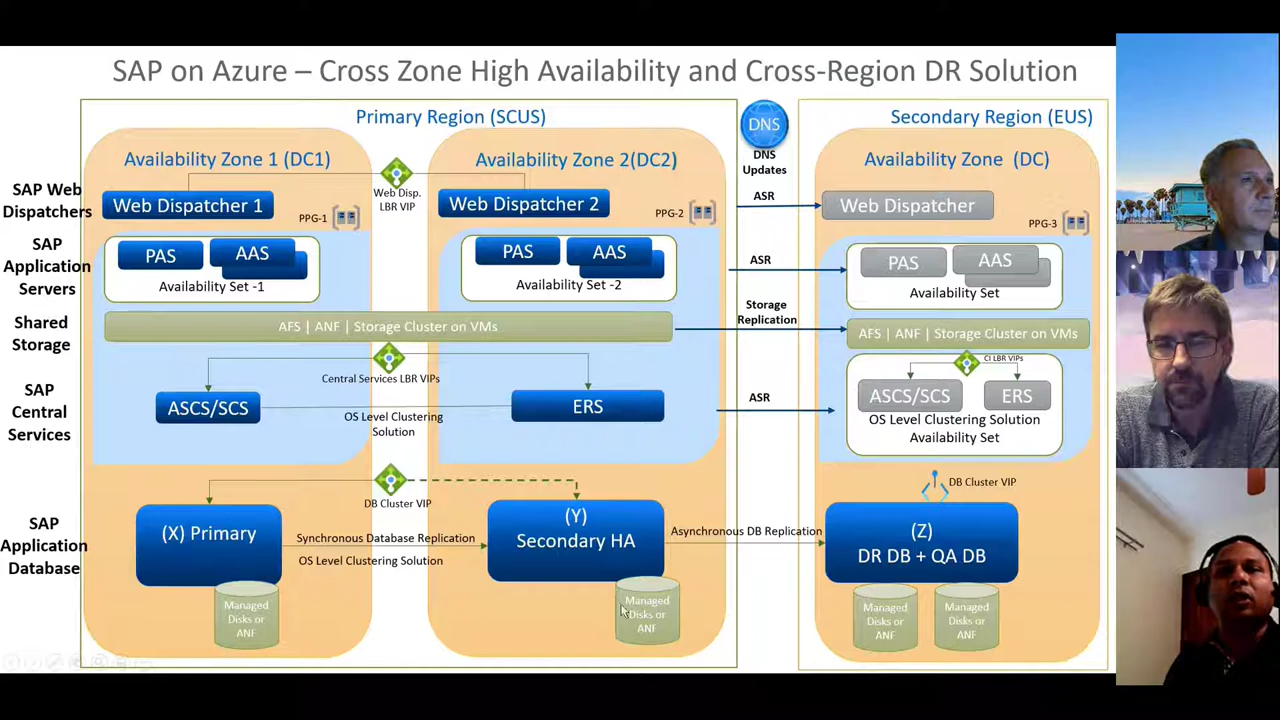 SAP on Azure – Cross Zone High Availability and Cross-Region DR Solution
Primary Region (SCUS)
DNS
DNS
Updates
Secondary Region (EUS)
Availability Zone 1 (DC1)
Availability Zone 2(DC2)
Availability Zone  (DC)
SAP Web
Dispatchers
Web Dispatcher 1
Web Disp.
LBR VIP
Web Dispatcher 2
ASR
Web Dispatcher
PPG-1
PPG-2
PPG-3
SAP
Application
Servers
PAS
AAS
Availability Set -1
PAS
AAS
Availability Set -2
ASR
PAS
AAS
Availability Set
Shared
Storage
AFS | ANF | Storage Cluster on VMs
Storage
Replication
AFS | ANF | Storage Cluster on VMs
SAP
Central
Services
Central Services LBR VIPs
ASCS/SCS
OS Level Clustering
Solution
ERS
ASR
CI LBR VIPs
ASCS/SCS
ERS
OS Level Clustering Solution
Availability Set
SAP
Application
Database
DB Cluster VIP
(X) Primary
Synchronous Database Replication
OS Level Clustering Solution
(Y)
Secondary HA
Asynchronous DB Replication
DB Cluster VIP
(Z)
DR DB + QA DB
Managed
Disks or
ANF
Managed
Disks or
ANF
Managed
Disks or
ANF
Managed
Disks or
ANF